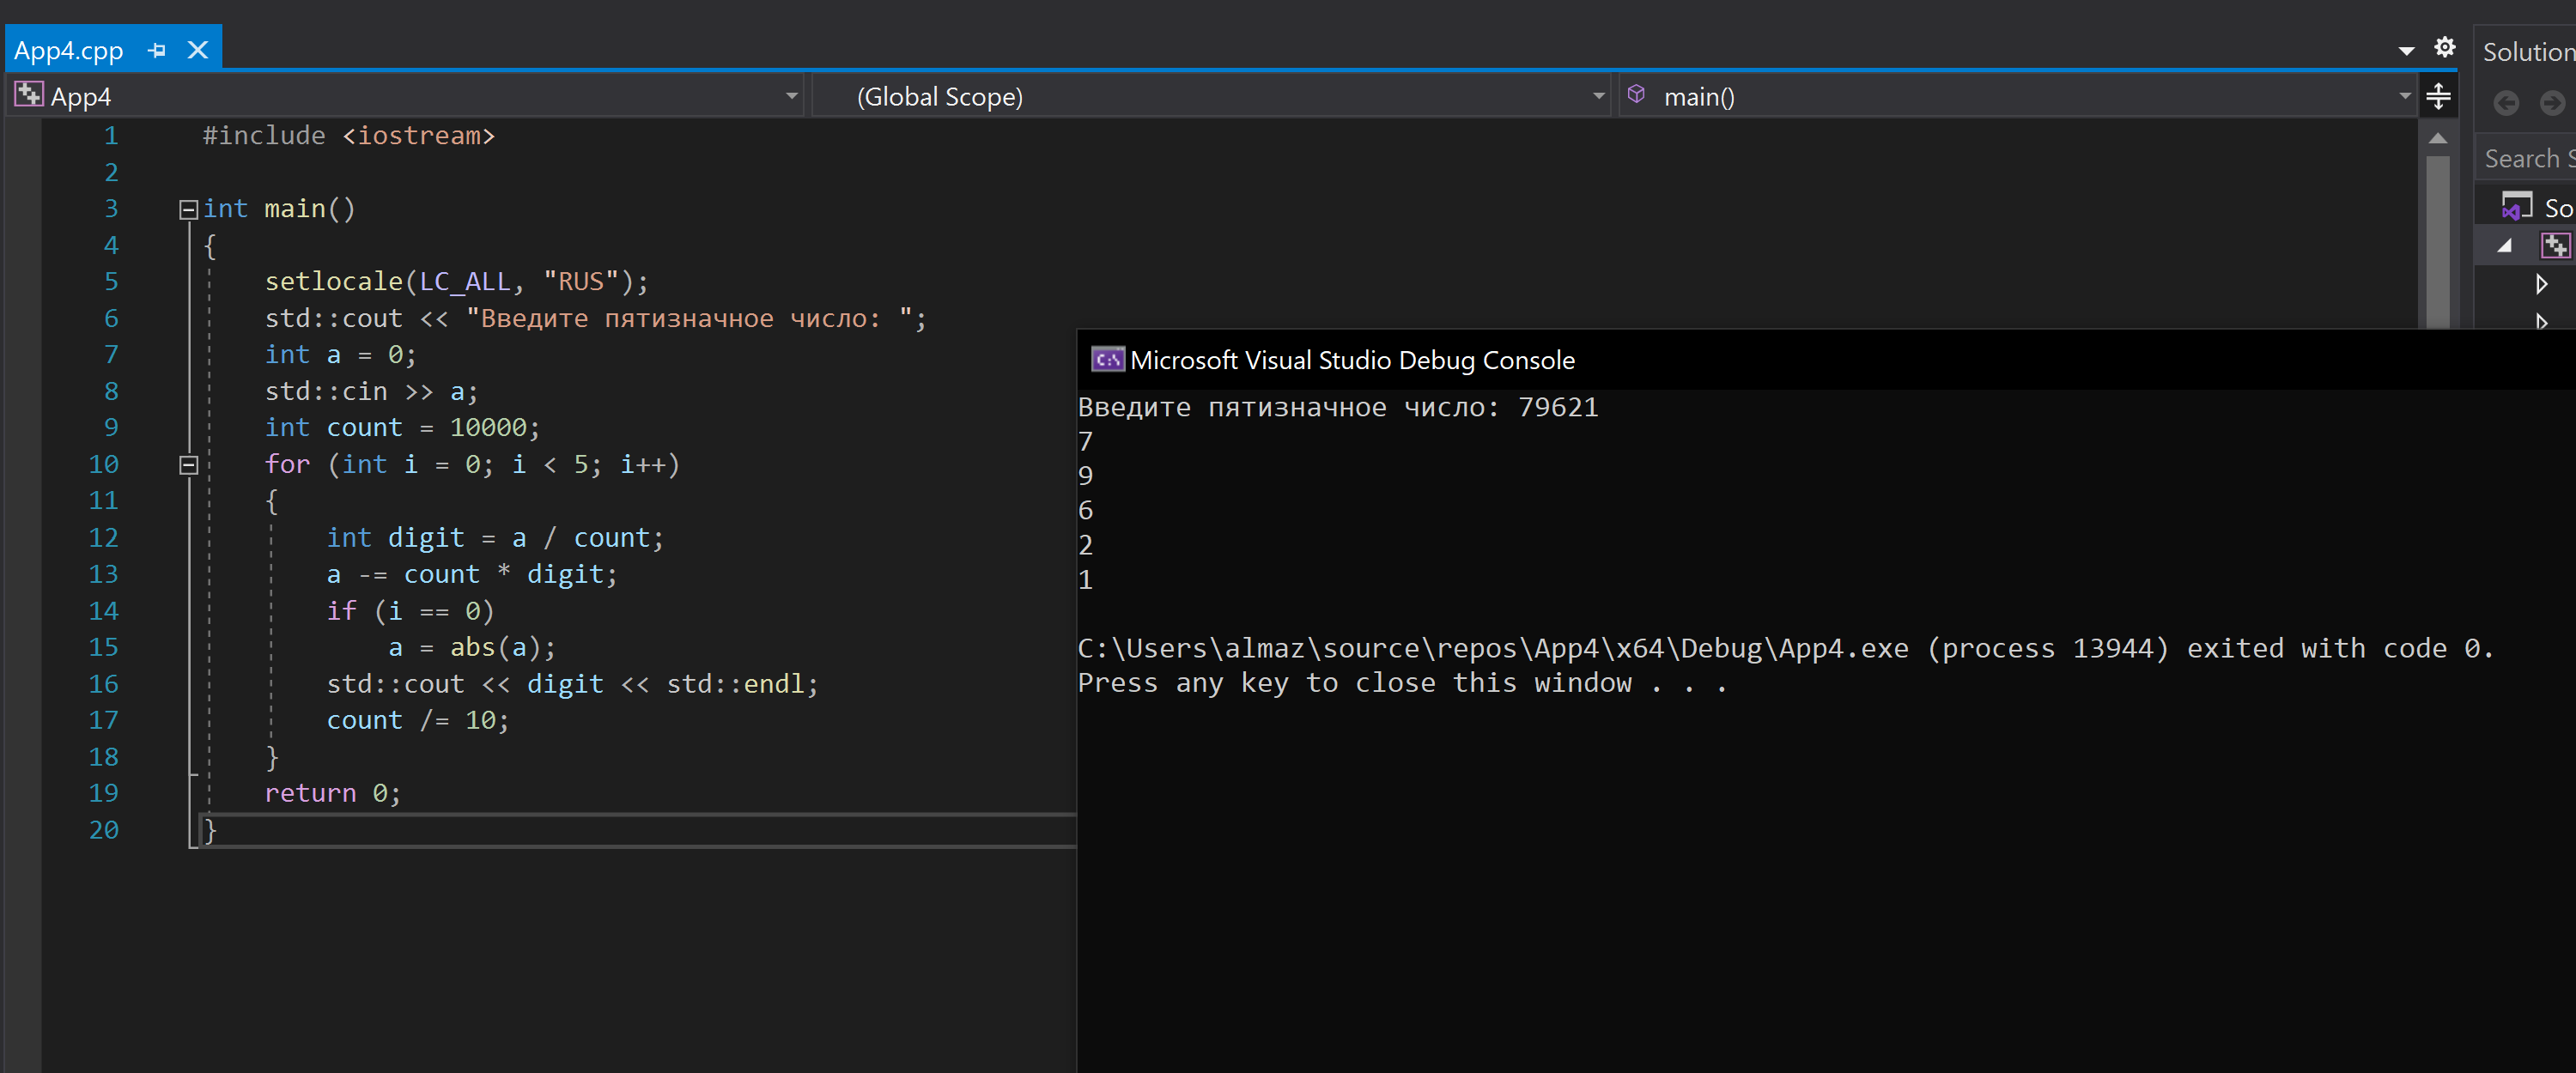 App4.cpp
Solution
App4
(Global Scope)
main()
Search S
So
1 #include <iostream>
2
3 int main()
4 {
5 setlocale(LC_ALL, "RUS");
6 std::cout << "Введите пятизначное число: ";
7 int a = 0;
8 std::cin >> a;
9 int count = 10000;
10 for (int i = 0; i < 5; i++)
11 {
12 int digit = a / count;
13 a -= count * digit;
14 if (i == 0)
15 a = abs(a);
16 std::cout << digit << std::endl;
17 count /= 10;
18 }
19 return 0;
20 }
C:\ Microsoft Visual Studio Debug Console
Введите пятизначное число: 79621
7
9
6
2
1
C:\Users\almaz\source\repos\App4\x64\Debug\App4.exe (process 13944) exited with code 0.
Press any key to close this window . . .